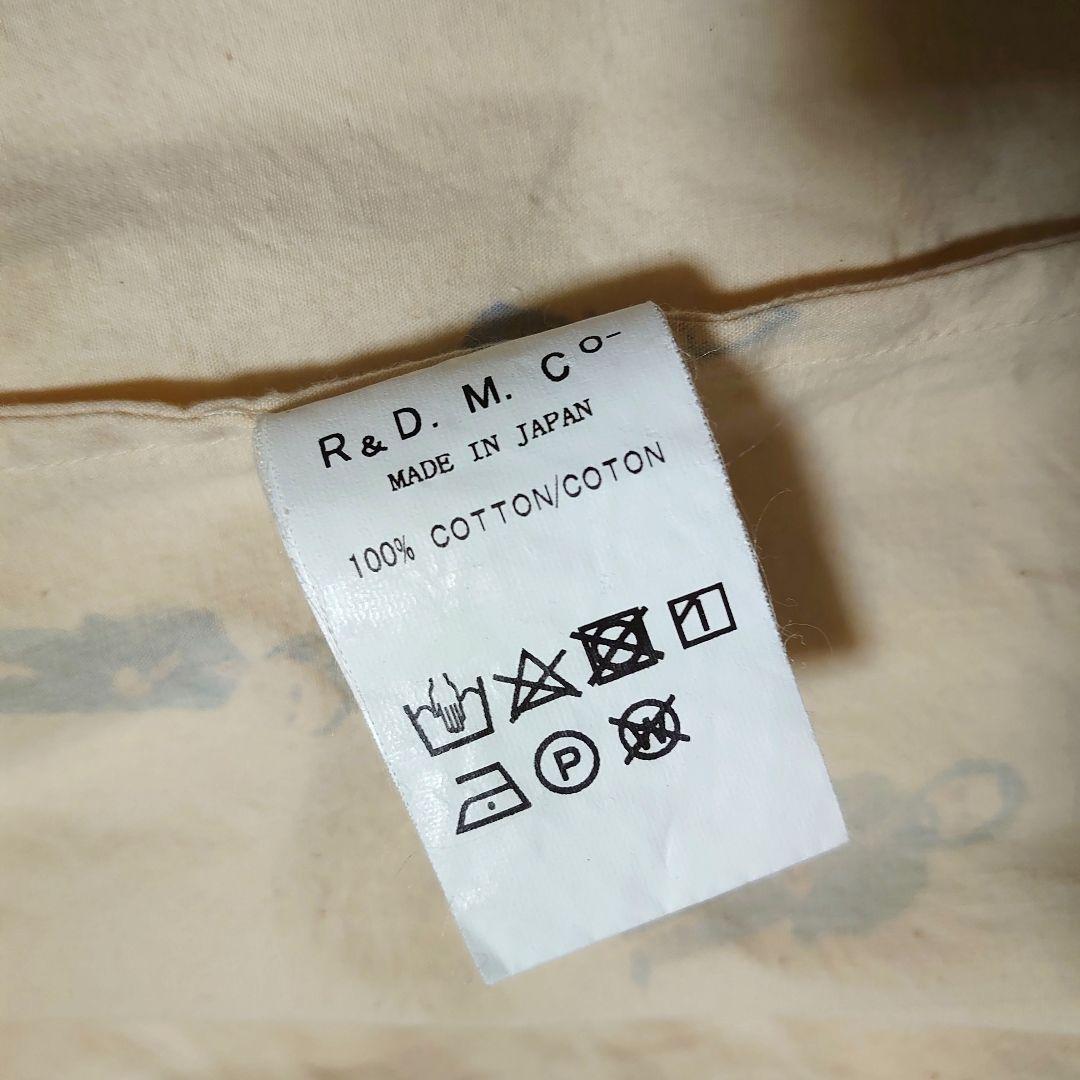 R&D. M. Co-
MADE IN JAPAN
100% COTTON/COTON
P
W